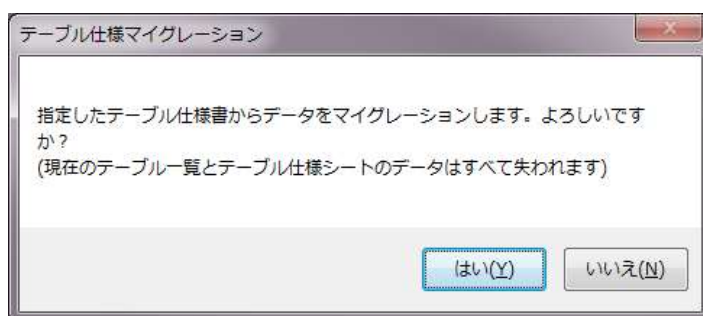 テーブル仕様マイグレーション
指定したテーブル仕様書からデータをマイグレーションします。よろしいです
か？
(現在のテーブル一覧とテーブル仕様シートのデータはすべて失われます)
はい(Y) いいえ(N)